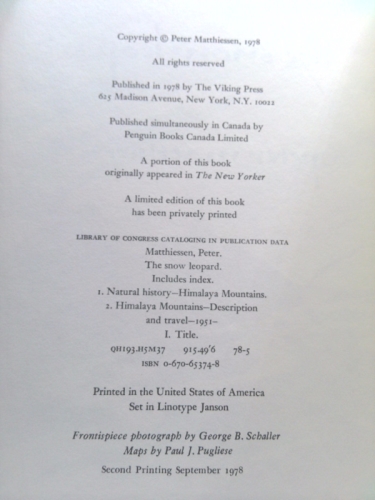 Copyright © Peter Matthiessen, 1978
All rights reserved
Published in 1978 by The Viking Press
625 Madison Avenue, New York, N.Y. 10022
Published simultaneously in Canada by
Penguin Books Canada Limited
A portion of this book
originally appeared in The New Yorker
A limited edition of this book
has been privately printed
LIBRARY OF CONGRESS CATALOGING IN PUBLICATION DATA
Matthiessen, Peter.
The snow leopard.
Includes index.
1. Natural history—Himalaya Mountains.
2. Himalaya Mountains—Description
and travel—1951–
I. Title.
QH193.H5M37 915.49'6 78-5
ISBN 0-670-65374-8
Printed in the United States of America
Set in Linotype Janson
Frontispiece photograph by George B. Schaller
Maps by Paul J. Pugliese
Second Printing September 1978